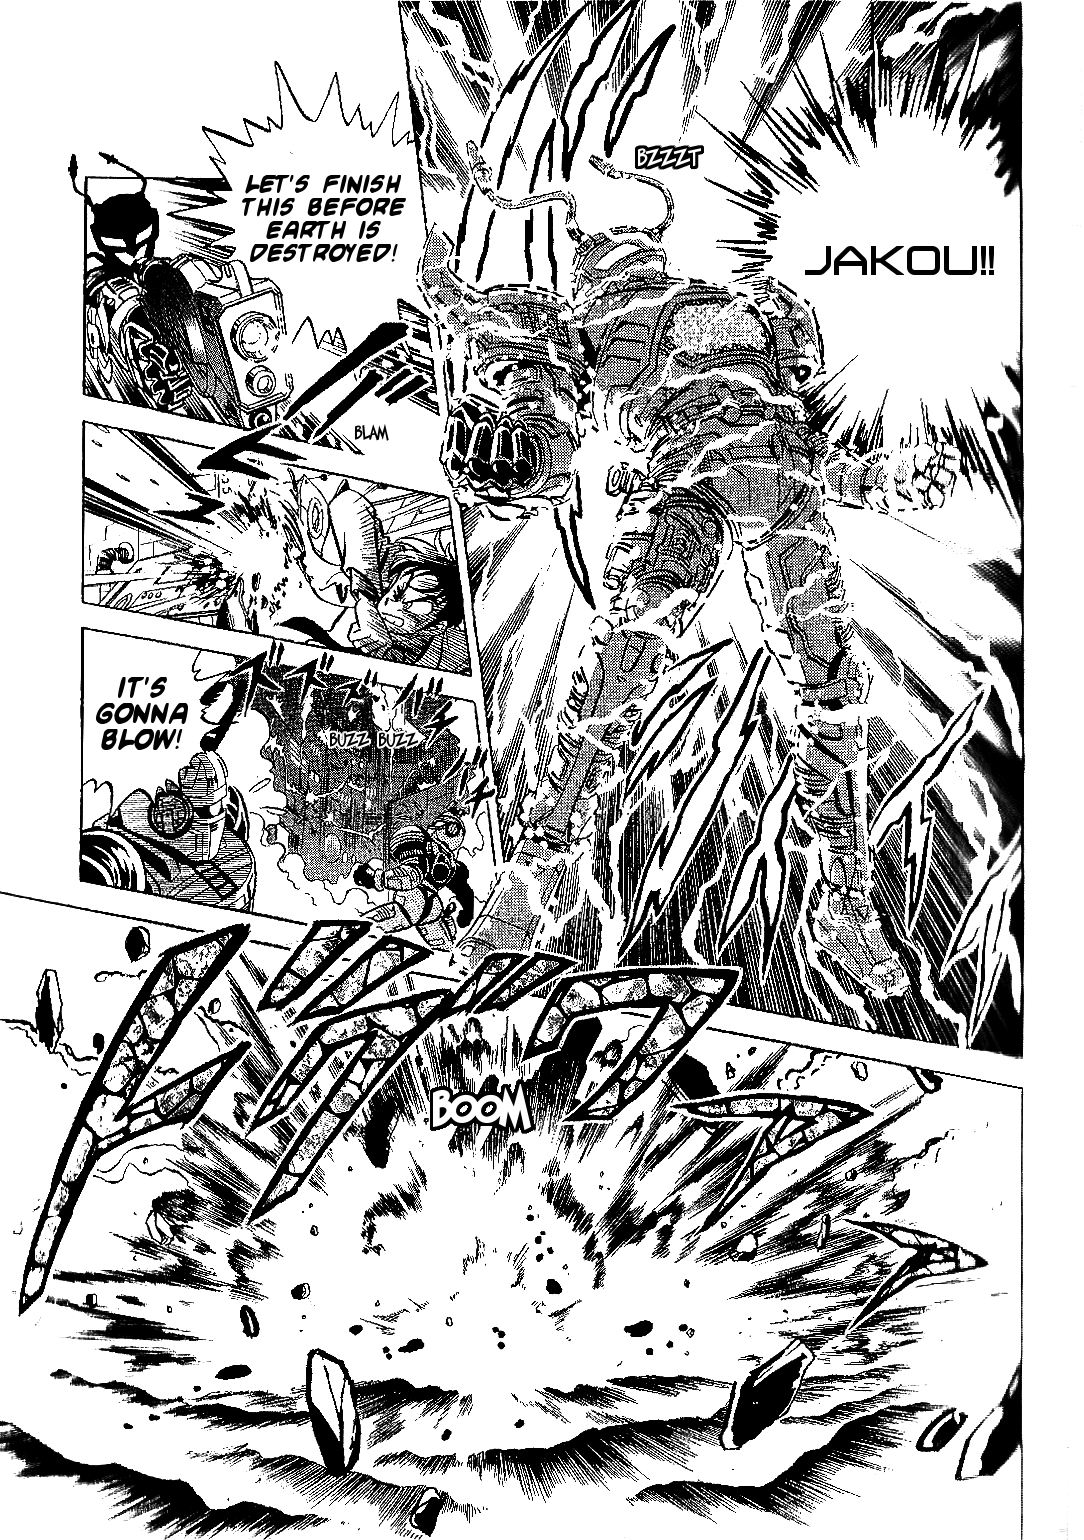 BZZZT
JAKOU!!
LET'S FINISH
THIS BEFORE
EARTH IS
DESTROYED!
BLAM
IT'S
GONNA
BLOW!
BUZZ BUZZ
BOOM